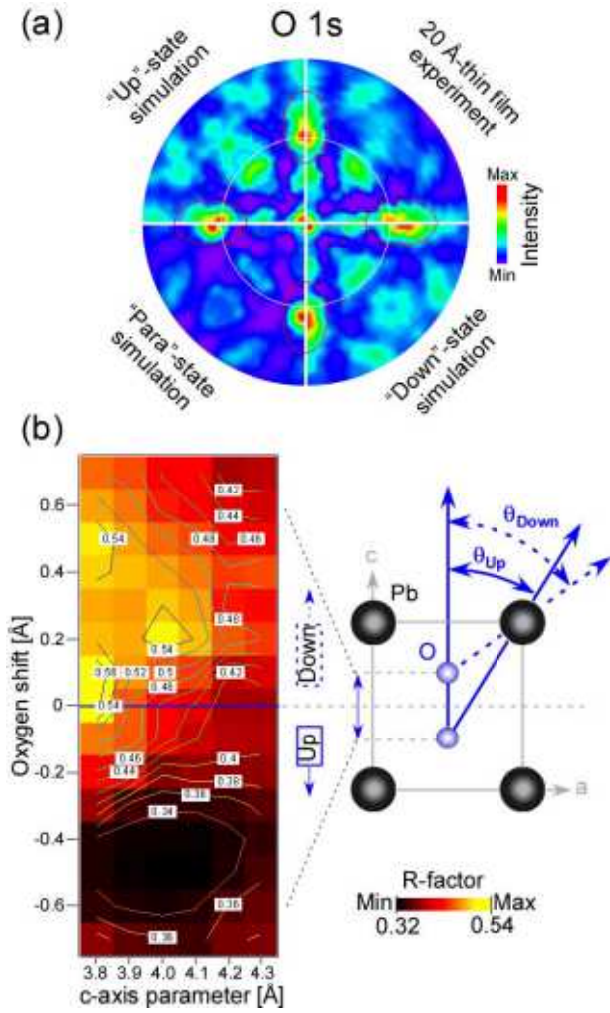 (a)
O 1s
"Up"-state
simulation
20 Å-thin film
experiment
Max
Intensity
Min
"Para"-state
simulation
"Down"-state
simulation
(b)
0.6
0.4
0.2
0
-0.2
-0.4
-0.6
Oxygen shift [Å]
3.8 3.9 4.0 4.1 4.2 4.3
c-axis parameter [Å]
0.42
0.44
0.54
0.48
0.46
0.48
0.54
0.52
0.5
0.42
0.48
0.54
0.46
0.4
0.44
0.38
0.38
0.34
0.36
0.36
Down
Up
θDown
θUp
c
Pb
O
a
R-factor
Min
Max
0.32
0.54